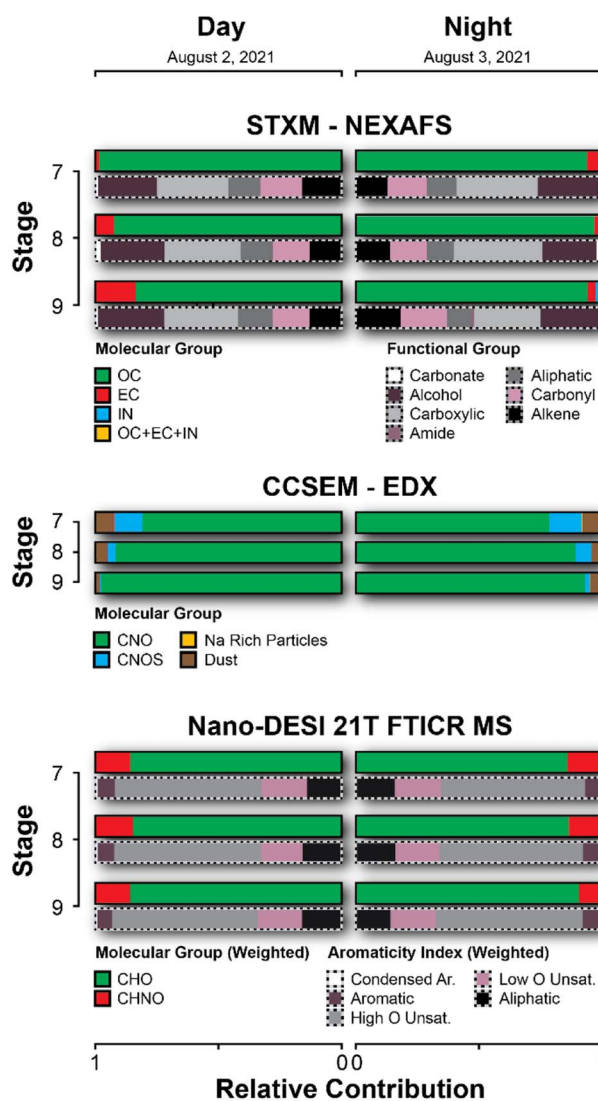 Day Night
August 2, 2021 August 3, 2021
STXM - NEXAFS
Stage
7
8
9
Molecular Group Functional Group
OC Carbonate Aliphatic
EC Alcohol Carbonyl
IN Carboxylic Alkene
OC+EC+IN Amide
CCSEM - EDX
Stage
7
8
9
Molecular Group
CNO Na Rich Particles
CNOS Dust
Nano-DESI 21T FTICR MS
Stage
7
8
9
Molecular Group (Weighted) Aromaticity Index (Weighted)
CHO Condensed Ar. Low O Unsat.
CHNO Aromatic Aliphatic
High O Unsat.
1 0 0
Relative Contribution